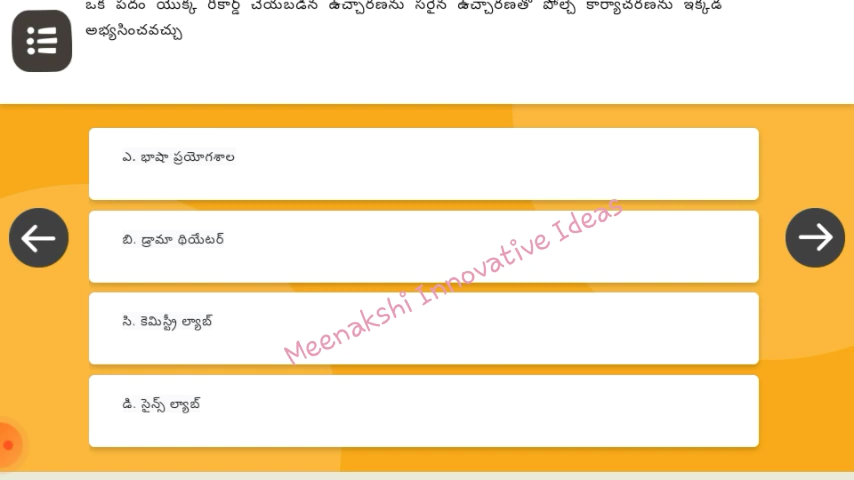 ఒక పదం యొక్క రికార్డ్ చేయబడిన ఉచ్చారణను సరైన ఉచ్చారణతో పోల్చే కార్యాచరణను ఇక్కడ
అభ్యసించవచ్చు
ఎ. భాషా ప్రయోగశాల
బి. డ్రామా థియేటర్
సి. కెమిస్ట్రీ ల్యాబ్
డి. సైన్స్ ల్యాబ్
Meenakshi Innovative Ideas